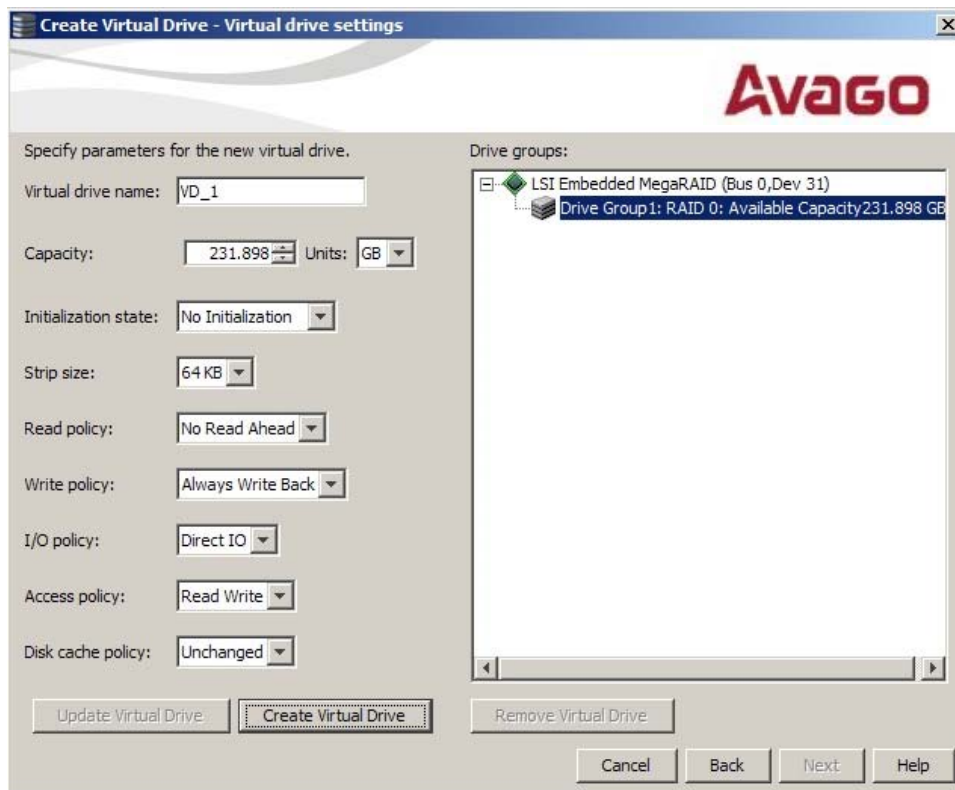 Create Virtual Drive - Virtual drive settings
Avago
Specify parameters for the new virtual drive.
Virtual drive name: VD_1
Capacity: 231.898 Units: GB
Initialization state: No Initialization
Strip size: 64 KB
Read policy: No Read Ahead
Write policy: Always Write Back
I/O policy: Direct IO
Access policy: Read Write
Disk cache policy: Unchanged
Update Virtual Drive Create Virtual Drive
Drive groups:
LSI Embedded MegaRAID (Bus 0,Dev 31)
Drive Group1: RAID 0: Available Capacity231.898 GB
Remove Virtual Drive
Cancel Back Next Help